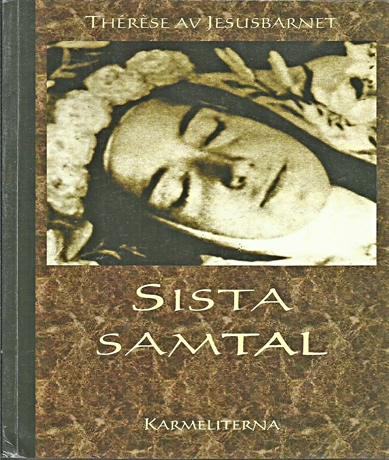 Thérèse av Jesusbarnet
Sista
samtal
Karmeliterna